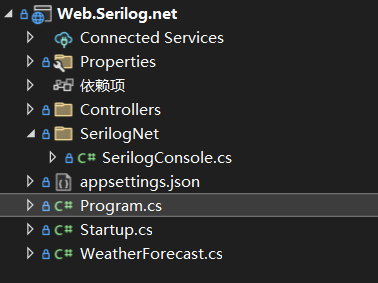 Web.Serilog.net
Connected Services
Properties
依赖项
Controllers
SerilogNet
C# SerilogConsole.cs
appsettings.json
C# Program.cs
C# Startup.cs
C# WeatherForecast.cs